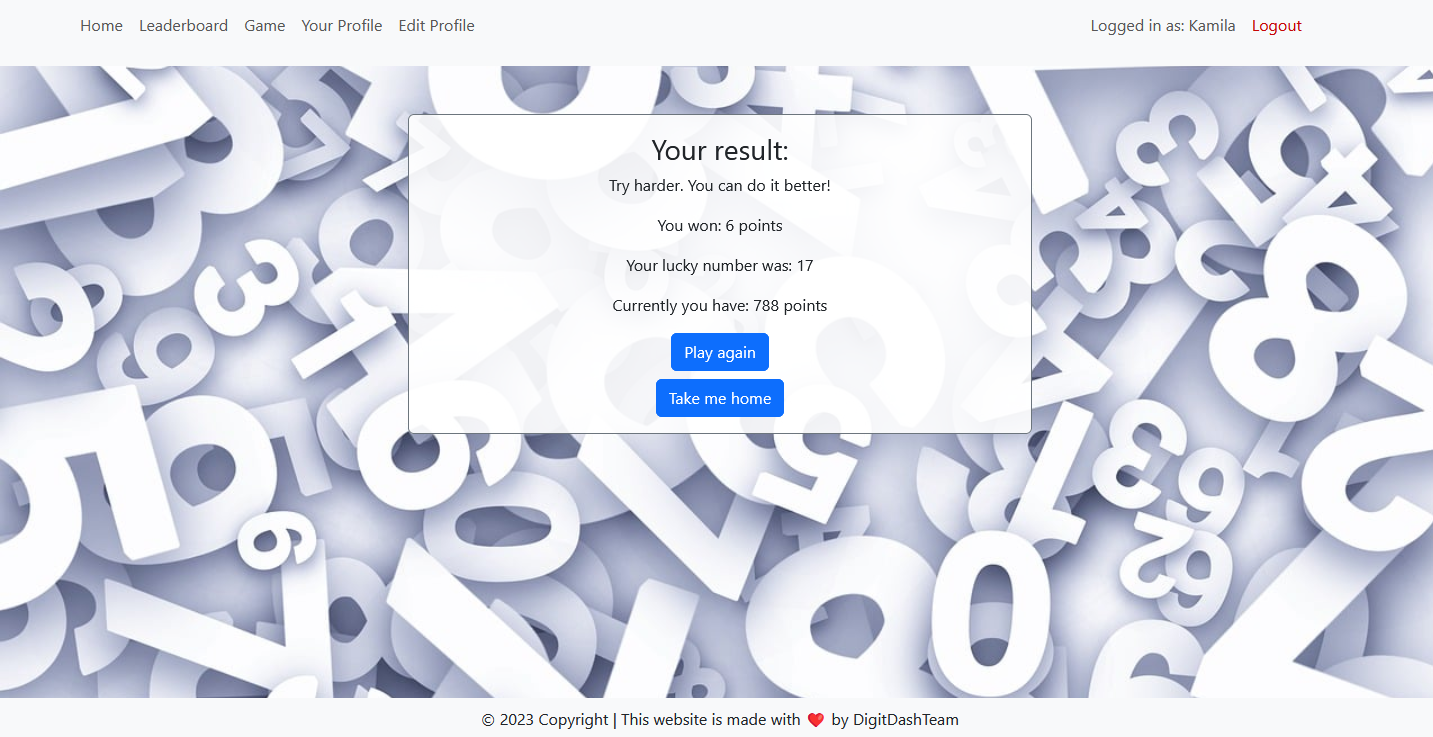 Home Leaderboard Game Your Profile Edit Profile Logged in as: Kamila Logout
Your result:
Try harder. You can do it better!
You won: 6 points
Your lucky number was: 17
Currently you have: 788 points
Play again
Take me home
© 2023 Copyright | This website is made with ❤️ by DigitDashTeam